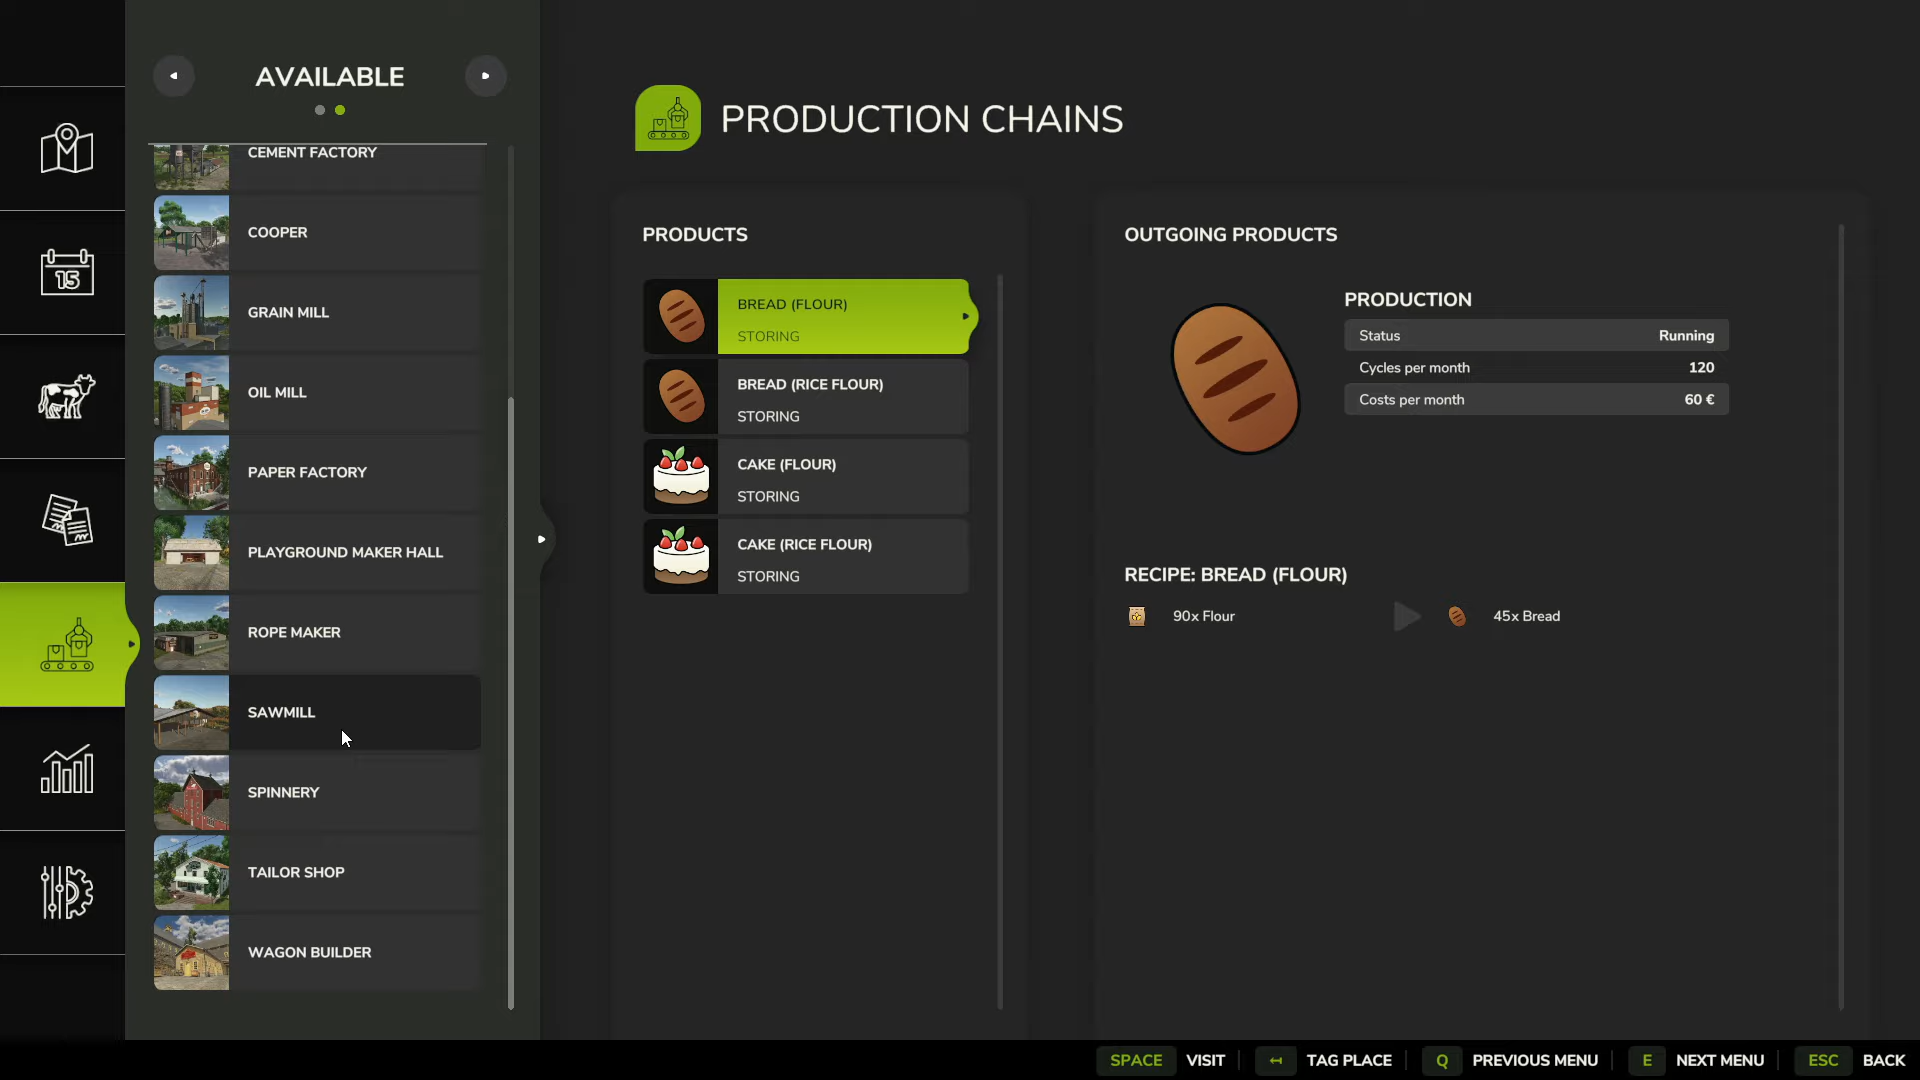 AVAILABLE
CEMENT FACTORY
COOPER
GRAIN MILL
OIL MILL
PAPER FACTORY
PLAYGROUND MAKER HALL
ROPE MAKER
SAWMILL
SPINNERY
TAILOR SHOP
WAGON BUILDER
15
PRODUCTION CHAINS
PRODUCTS
BREAD (FLOUR)
STORING
BREAD (RICE FLOUR)
STORING
CAKE (FLOUR)
STORING
CAKE (RICE FLOUR)
STORING
OUTGOING PRODUCTS
PRODUCTION
Status Running
Cycles per month 120
Costs per month 60 €
RECIPE: BREAD (FLOUR)
90x Flour 45x Bread
SPACE VISIT TAG PLACE Q PREVIOUS MENU E NEXT MENU ESC BACK